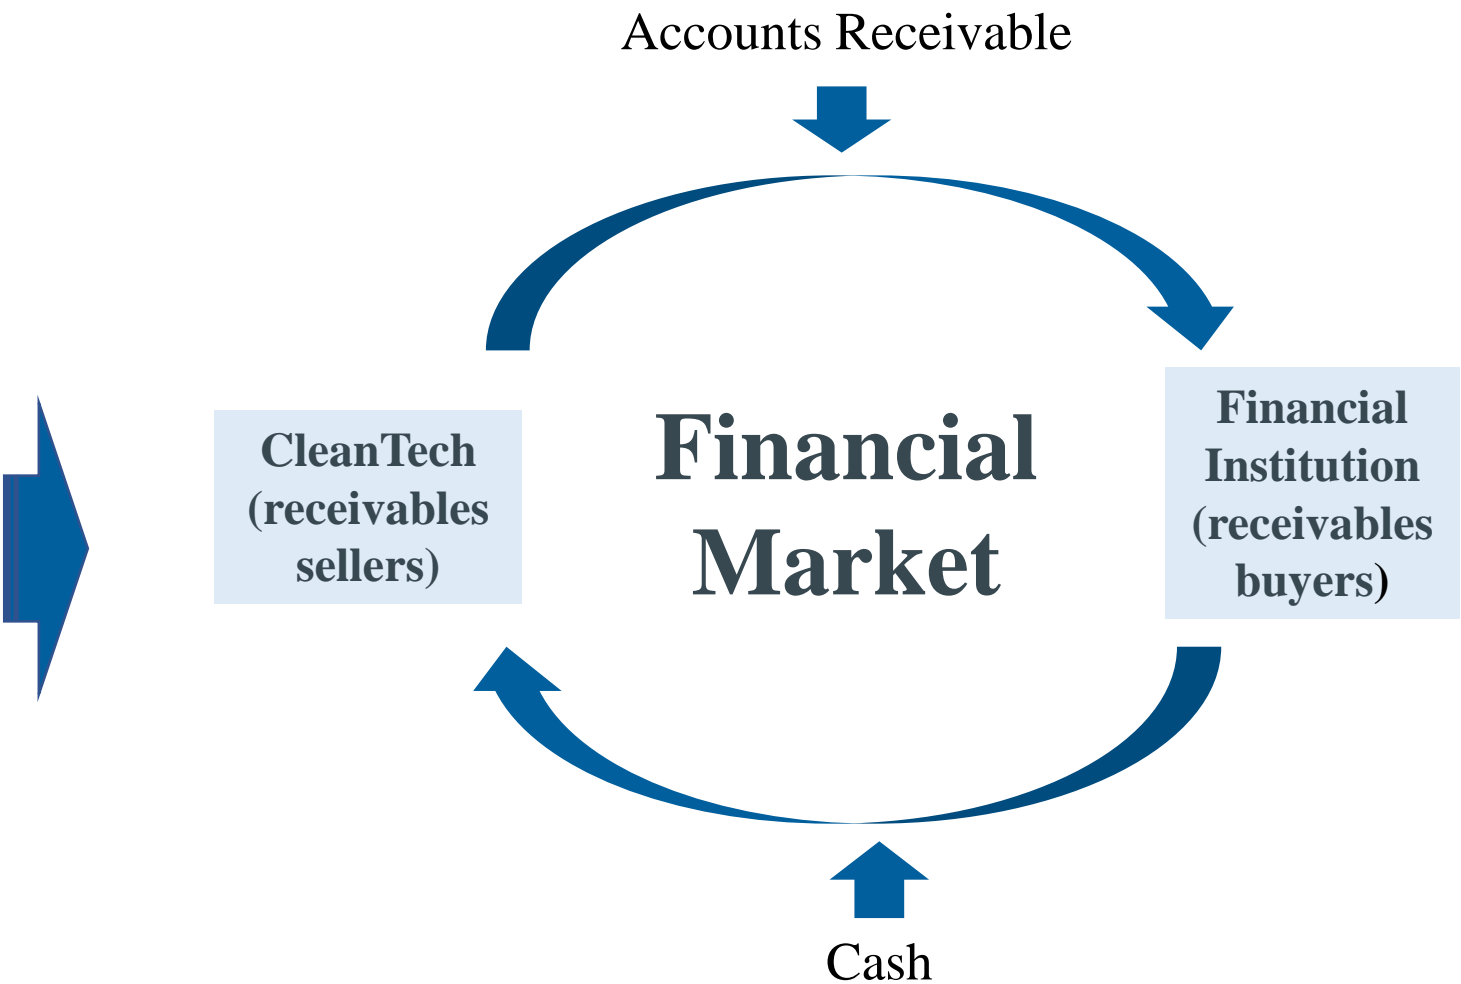 Accounts Receivable
CleanTech
(receivables
sellers)
Financial
Market
Financial
Institution
(receivables
buyers)
Cash